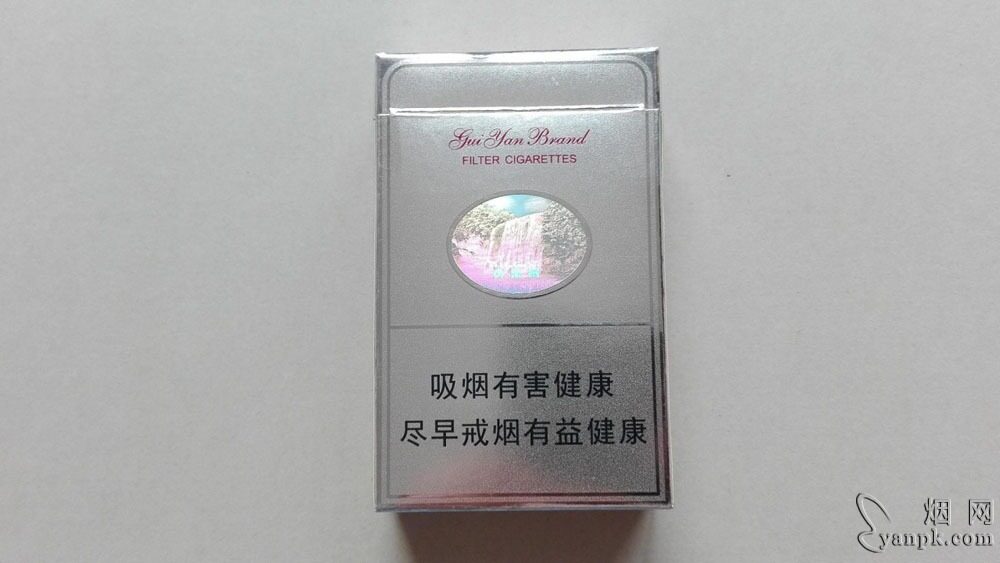 Gui Yan Brand
FILTER CIGARETTES
吸烟有害健康
尽早戒烟有益健康
烟网
yanpk.com